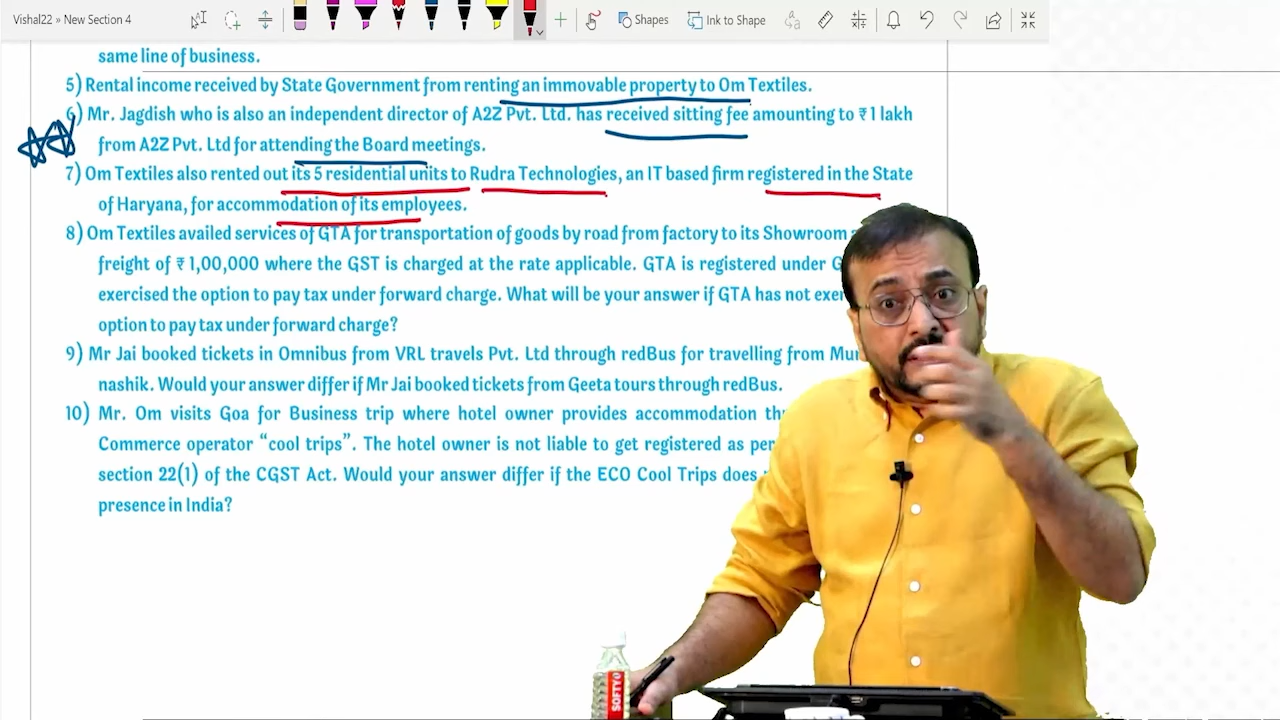 Vishal22 » New Section 4
Shapes
Ink to Shape
same line of business.
5) Rental income received by State Government from renting an immovable property to Om Textiles.
6) Mr. Jagdish who is also an independent director of A2Z Pvt. Ltd. has received sitting fee amounting to ₹ 1 lakh
from A2Z Pvt. Ltd for attending the Board meetings.
7) Om Textiles also rented out its 5 residential units to Rudra Technologies, an IT based firm registered in the State
of Haryana, for accommodation of its employees.
8) Om Textiles availed services of GTA for transportation of goods by road from factory to its Showroom
freight of ₹ 1,00,000 where the GST is charged at the rate applicable. GTA is registered under
exercised the option to pay tax under forward charge. What will be your answer if GTA has not
option to pay tax under forward charge?
9) Mr Jai booked tickets in Omnibus from VRL travels Pvt. Ltd through redBus for travelling from
nashik. Would your answer differ if Mr Jai booked tickets from Geeta tours through redBus.
10) Mr. Om visits Goa for Business trip where hotel owner provides accommodation
Commerce operator “cool trips”. The hotel owner is not liable to get registered as per
section 22(1) of the CGST Act. Would your answer differ if the ECO Cool Trips does
presence in India?
SOFTY